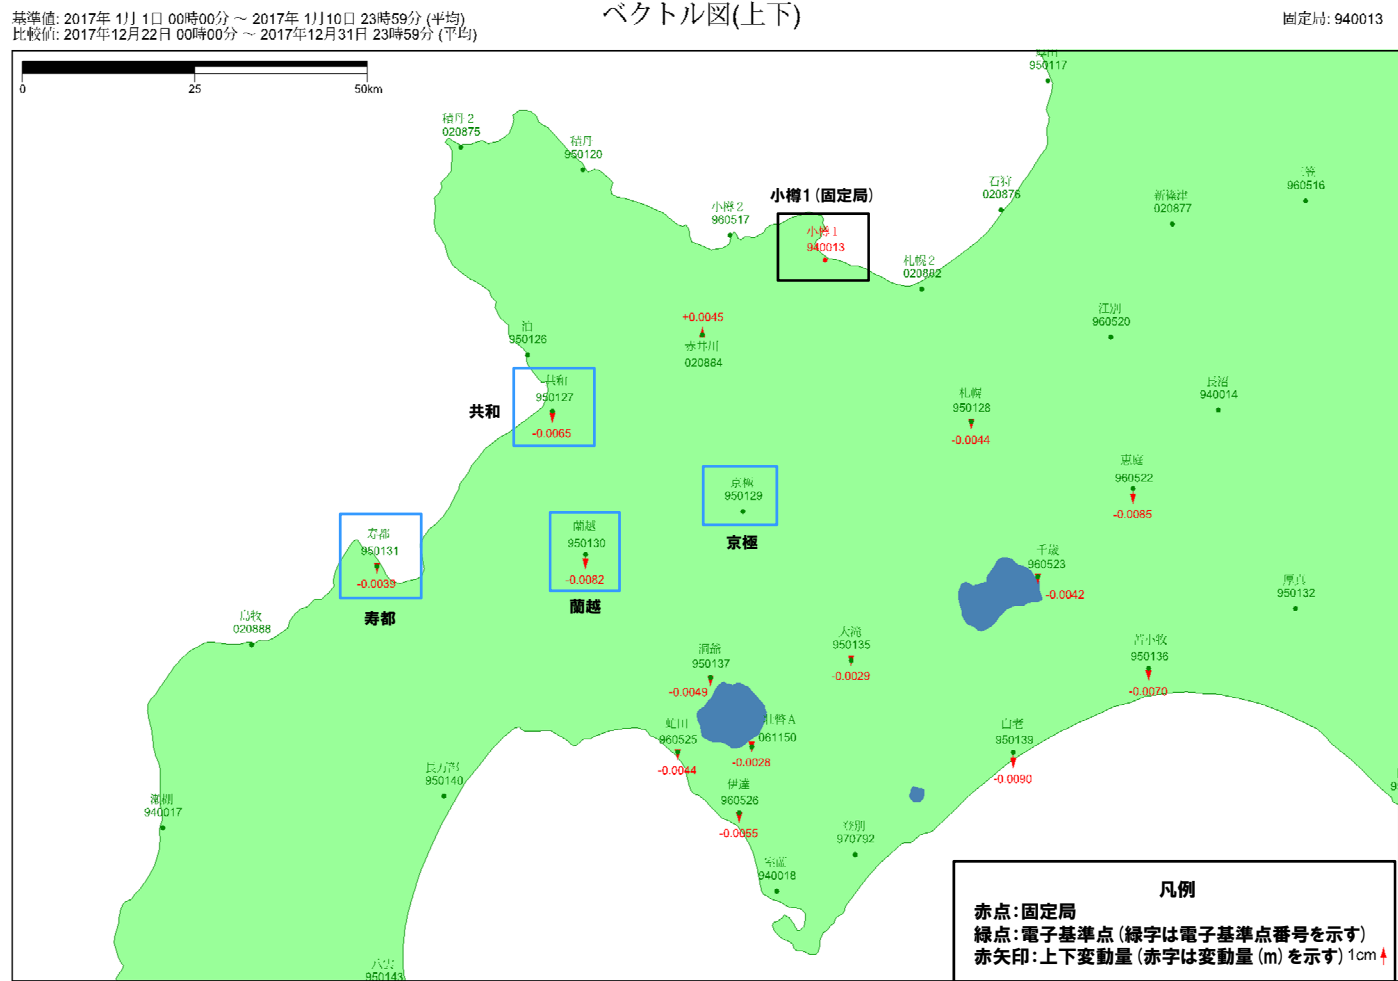 ベクトル図(上下)
基準値: 2017年 1月 1日 00時00分 ～ 2017年 1月10日 23時59分 (平均)
比較値: 2017年12月22日 00時00分 ～ 2017年12月31日 23時59分 (平均)
固定局: 940013
0 25 50km
950117
積丹2
020875
積丹
950120
小樽2
960517
小樽1(固定局)
小樽1
940013
石狩
020876
新篠津
020877
960516
札幌2
020882
江別
960520
長沼
940014
泊
950126
+0.0045
赤井川
020884
共和
共和
950127
-0.0065
札幌
950128
-0.0044
恵庭
960522
-0.0085
京極
950129
京極
寿都
950131
-0.0039
寿都
蘭越
950130
-0.0082
蘭越
千歳
960523
-0.0042
厚真
950132
島牧
020888
大滝
950135
-0.0029
洞爺
950137
-0.0049
苫小牧
950136
-0.0070
虻田
960525
-0.0044
壮瞥A
061150
-0.0028
白老
950139
-0.0090
長万部
950140
伊達
960526
-0.0055
瀬棚
940017
登別
970792
室蘭
940018
八雲
950143
凡例
赤点:固定局
緑点:電子基準点(緑字は電子基準点番号を示す)
赤矢印:上下変動量(赤字は変動量(m)を示す) 1cm